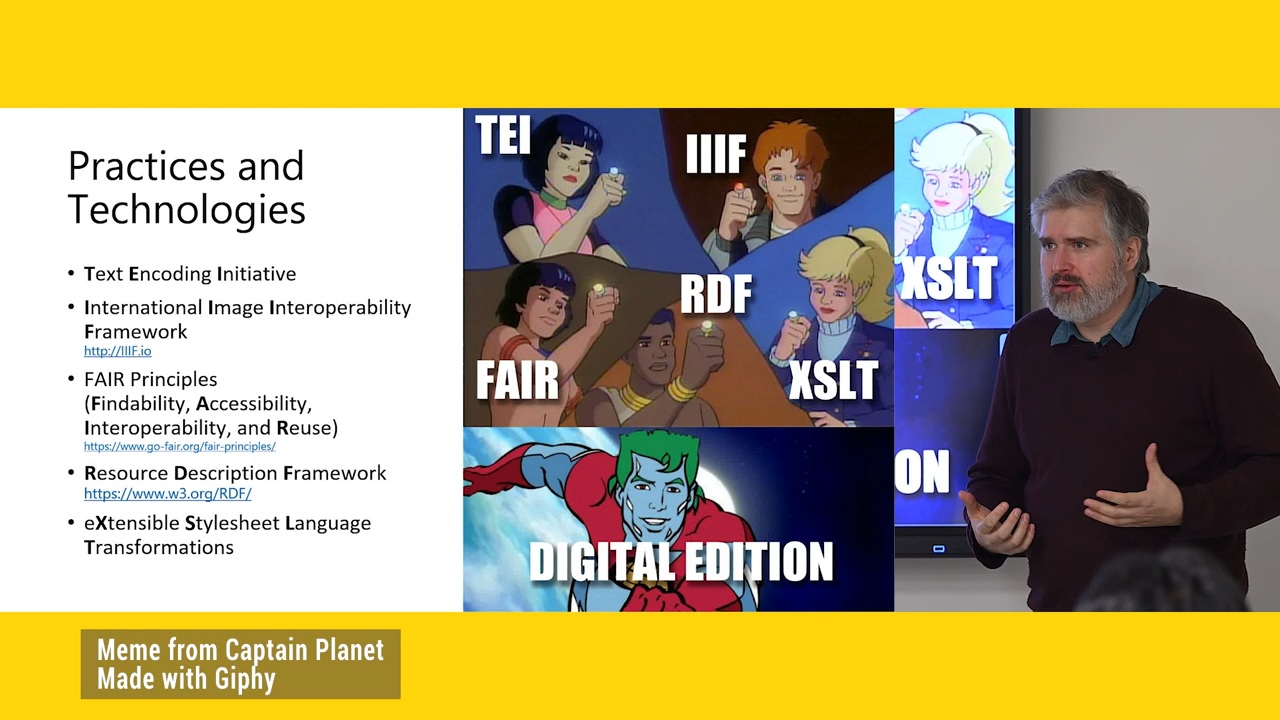 Practices and
Technologies
• Text Encoding Initiative
• International Image Interoperability
Framework
http://IIIF.io
• FAIR Principles
(Findability, Accessibility,
Interoperability, and Reuse)
https://www.go-fair.org/fair-principles/
• Resource Description Framework
https://www.w3.org/RDF/
• eXtensible Stylesheet Language
Transformations
TEI
IIIF
RDF
FAIR
XSLT
DIGITAL EDITION
XSLT
ON
Meme from Captain Planet
Made with Giphy